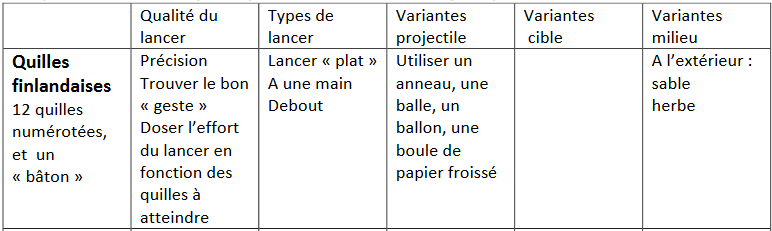 Qualité du
lancer
Types de
lancer
Variantes
projectile
Variantes
cible
Variantes
milieu
Quilles
finlandaises
12 quilles
numérotées,
et un
« bâton »
Précision
Trouver le bon
« geste »
Doser l’effort
du lancer en
fonction des
quilles à
atteindre
Lancer « plat »
A une main
Debout
Utiliser un
anneau, une
balle, un
ballon, une
boule de
papier froissé
A l’extérieur :
sable
herbe